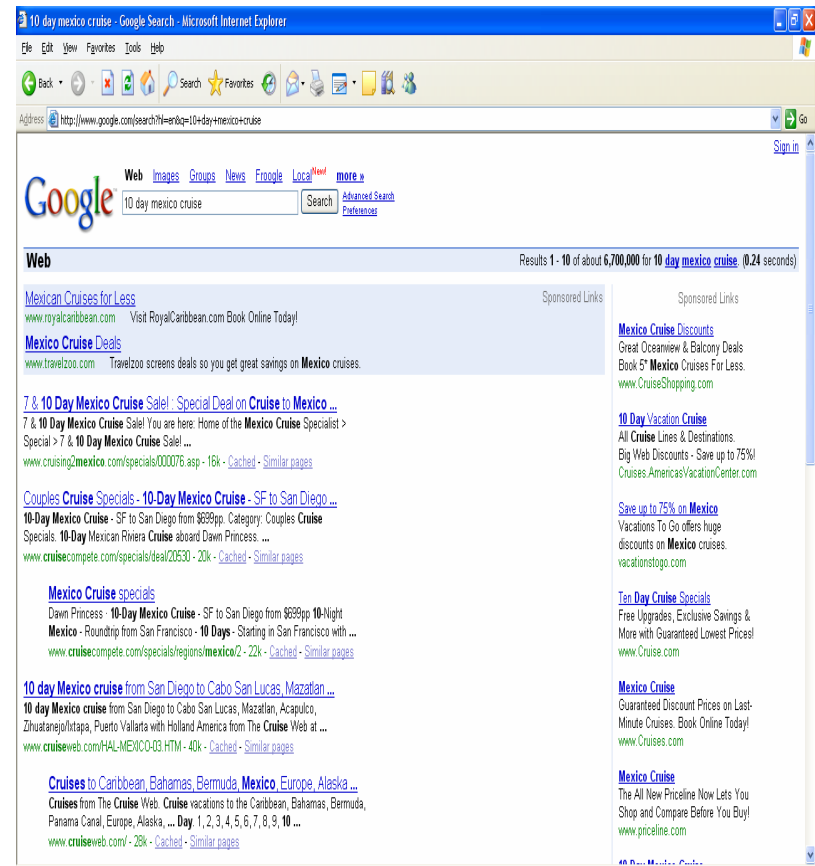 10 day mexico cruise - Google Search - Microsoft Internet Explorer
File Edit View Favorites Tools Help
Back Search Favorites
Address http://www.google.com/search?hl=en&q=10+day+mexico+cruise Go
Sign in
Google
Web Images Groups News Froogle Local New! more »
10 day mexico cruise Search Advanced Search
Preferences
Web Results 1 - 10 of about 6,700,000 for 10 day mexico cruise. (0.24 seconds)
Mexican Cruises for Less Sponsored Links
www.royalcaribbean.com Visit RoyalCaribbean.com Book Online Today!
Mexico Cruise Deals
www.travelzoo.com Travelzoo screens deals so you get great savings on Mexico cruises.
7 & 10 Day Mexico Cruise Sale! : Special Deal on Cruise to Mexico ...
7 & 10 Day Mexico Cruise Sale! You are here: Home of the Mexico Cruise Specialist >
Special > 7 & 10 Day Mexico Cruise Sale! ...
www.cruising2mexico.com/specials/000076.asp - 16k - Cached - Similar pages
Couples Cruise Specials - 10-Day Mexico Cruise - SF to San Diego ...
10-Day Mexico Cruise - SF to San Diego from $699pp. Category: Couples Cruise
Specials. 10-Day Mexican Riviera Cruise aboard Dawn Princess. ...
www.cruisecompete.com/specials/deal/20530 - 20k - Cached - Similar pages
Mexico Cruise specials
Dawn Princess · 10-Day Mexico Cruise - SF to San Diego from $699pp 10-Night
Mexico - Roundtrip from San Francisco - 10 Days - Starting in San Francisco with ...
www.cruisecompete.com/specials/regions/mexico/2 - 22k - Cached - Similar pages
10 day Mexico cruise from San Diego to Cabo San Lucas, Mazatlan ...
10 day Mexico cruise from San Diego to Cabo San Lucas, Mazatlan, Acapulco,
Zihuatanejo/Ixtapa, Puerto Vallarta with Holland America from The Cruise Web at ...
www.cruiseweb.com/HAL-MEXICO-03.HTM - 40k - Cached - Similar pages
Cruises to Caribbean, Bahamas, Bermuda, Mexico, Europe, Alaska ...
Cruises from The Cruise Web. Cruise vacations to the Caribbean, Bahamas, Bermuda,
Panama Canal, Europe, Alaska, ... Day. 1, 2, 3, 4, 5, 6, 7, 8, 9, 10 ...
www.cruiseweb.com/ - 28k - Cached - Similar pages
Sponsored Links
Mexico Cruise Discounts
Great Oceanview & Balcony Deals
Book 5* Mexico Cruises For Less.
www.CruiseShopping.com
10 Day Vacation Cruise
All Cruise Lines & Destinations.
Big Web Discounts - Save up to 75%!
Cruises.AmericasVacationCenter.com
Save up to 75% on Mexico
Vacations To Go offers huge
discounts on Mexico cruises.
vacationstogo.com
Ten Day Cruise Specials
Free Upgrades, Exclusive Savings &
More with Guaranteed Lowest Prices!
www.Cruise.com
Mexico Cruise
Guaranteed Discount Prices on Last-
Minute Cruises. Book Online Today!
www.Cruises.com
Mexico Cruise
The All New Priceline Now Lets You
Shop and Compare Before You Buy!
www.priceline.com
10 Day Mexico Cruise